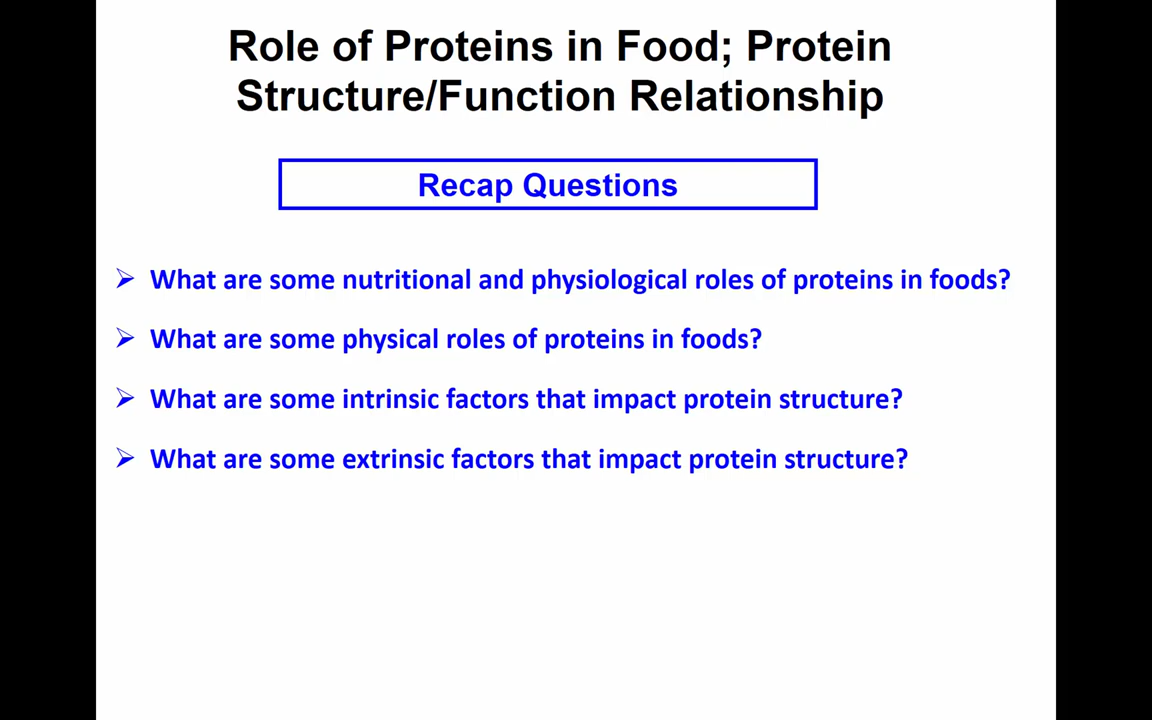 Role of Proteins in Food; Protein
Structure/Function Relationship
Recap Questions
➢ What are some nutritional and physiological roles of proteins in foods?
➢ What are some physical roles of proteins in foods?
➢ What are some intrinsic factors that impact protein structure?
➢ What are some extrinsic factors that impact protein structure?